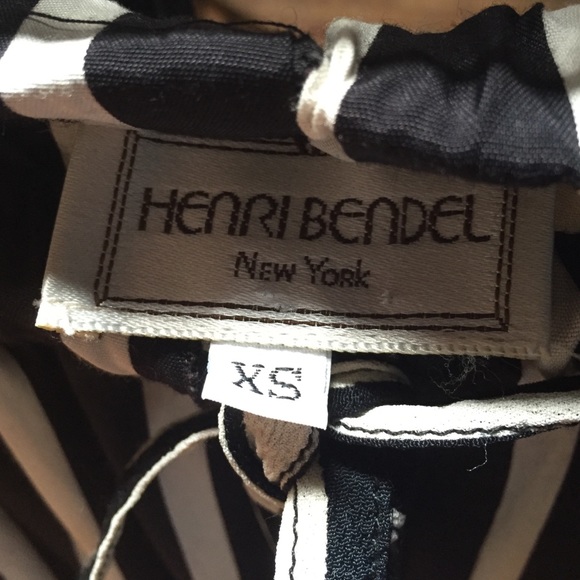 HENRI BENDEL
NEW YORK
XS